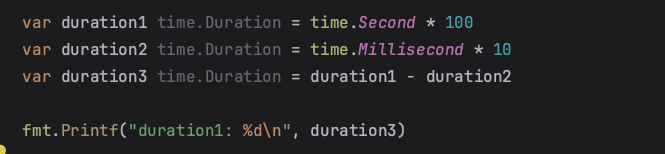 var duration1 time.Duration = time.Second * 100
var duration2 time.Duration = time.Millisecond * 10
var duration3 time.Duration = duration1 - duration2
fmt.Printf("duration1: %d\n", duration3)